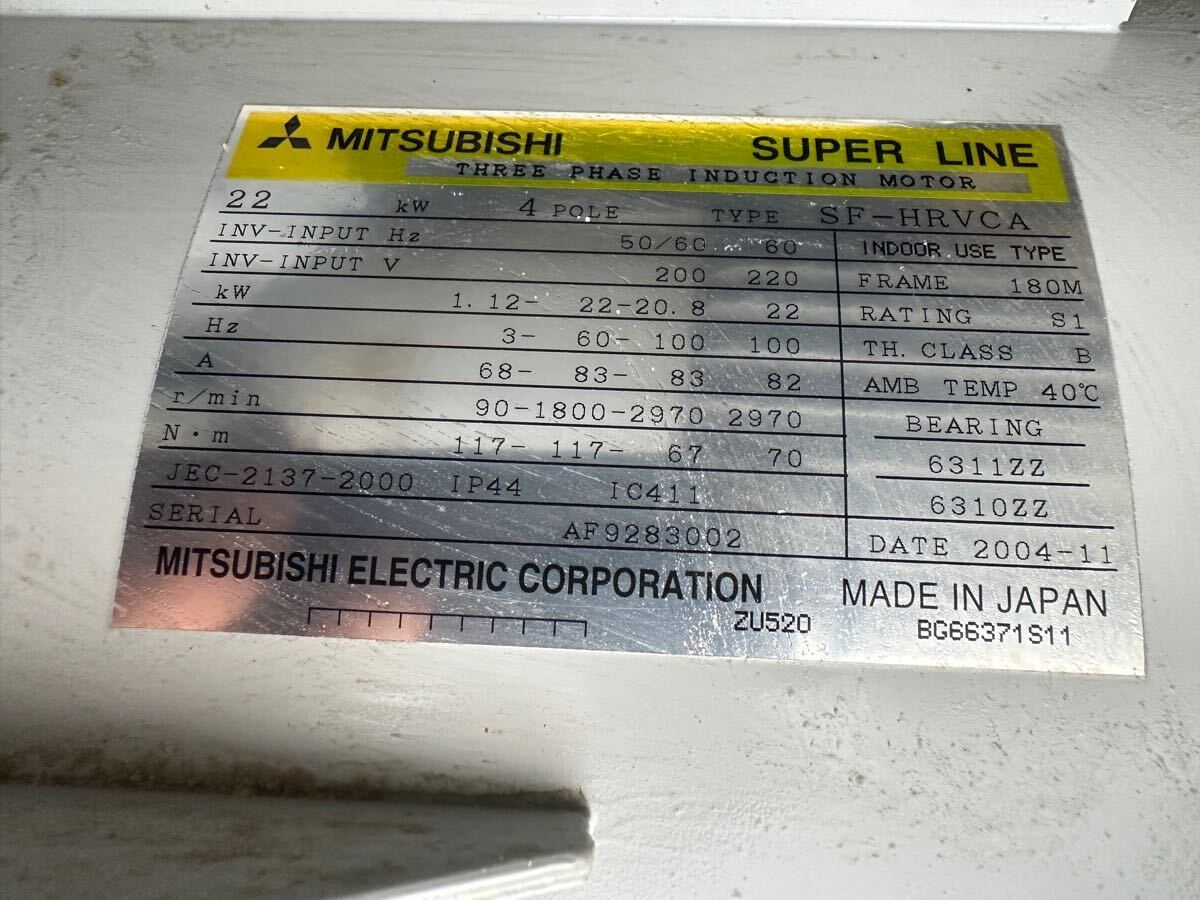 MITSUBISHI SUPER LINE
THREE PHASE INDUCTION MOTOR
22 kW 4 POLE TYPE SF-HRVCA
INV-INPUT Hz 50/60 60 INDOOR USE TYPE
INV-INPUT V 200 220 FRAME 180M
kW 1.12- 22-20.8 22 RATING S1
Hz 3- 60- 100 100 TH. CLASS B
A 68- 83- 83 82 AMB TEMP 40℃
r/min 90-1800-2970 2970 BEARING
N·m 117- 117- 67 70 6311ZZ
JEC-2137-2000 IP44 IC411 6310ZZ
SERIAL AF9283002 DATE 2004-11
MITSUBISHI ELECTRIC CORPORATION MADE IN JAPAN
ZU520 BG66371S11